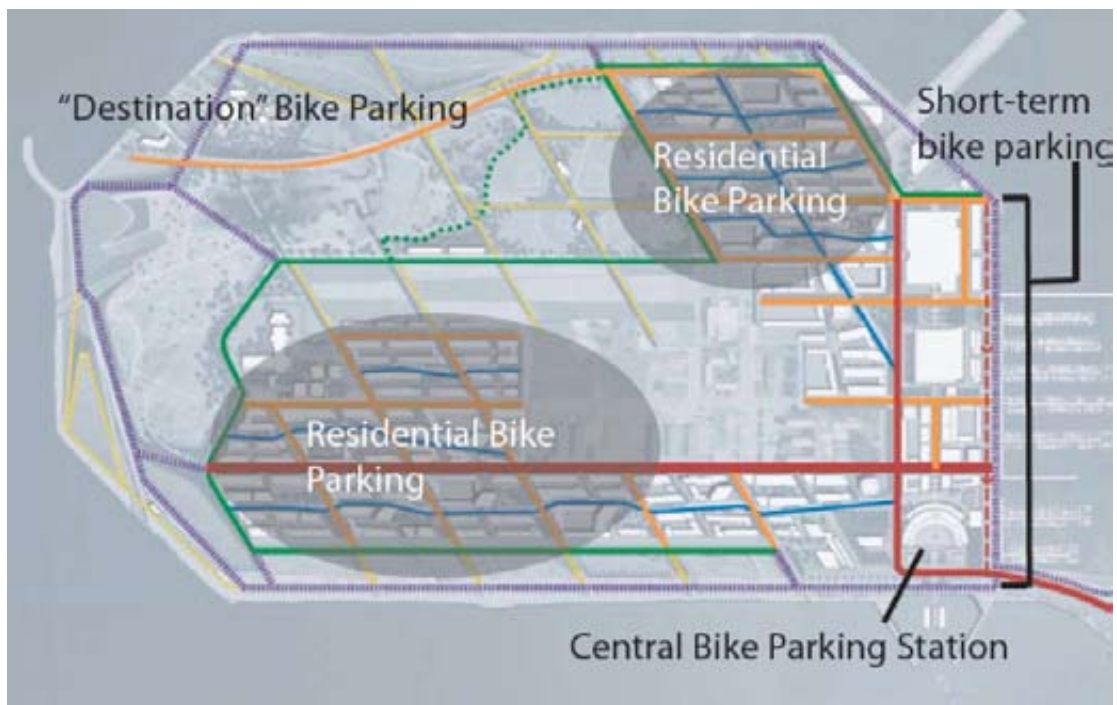 “Destination” Bike Parking
Short-term
bike parking
Residential
Bike Parking
Residential Bike
Parking
Central Bike Parking Station